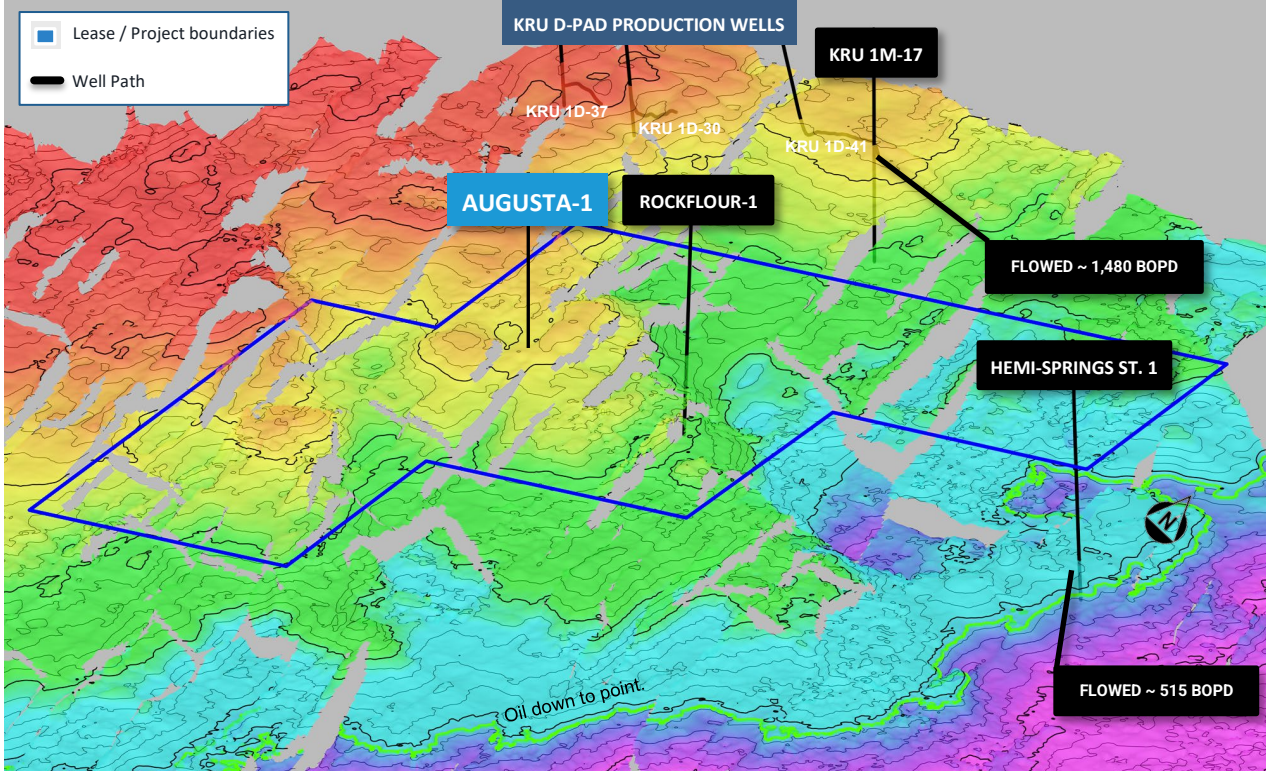 Lease / Project boundaries
Well Path
KRU D-PAD PRODUCTION WELLS
KRU 1M-17
KRU 1D-37
KRU 1D-30
KRU 1D-41
AUGUSTA-1
ROCKFLOUR-1
FLOWED ~ 1,480 BOPD
HEMI-SPRINGS ST. 1
N
Oil down to point.
FLOWED ~ 515 BOPD